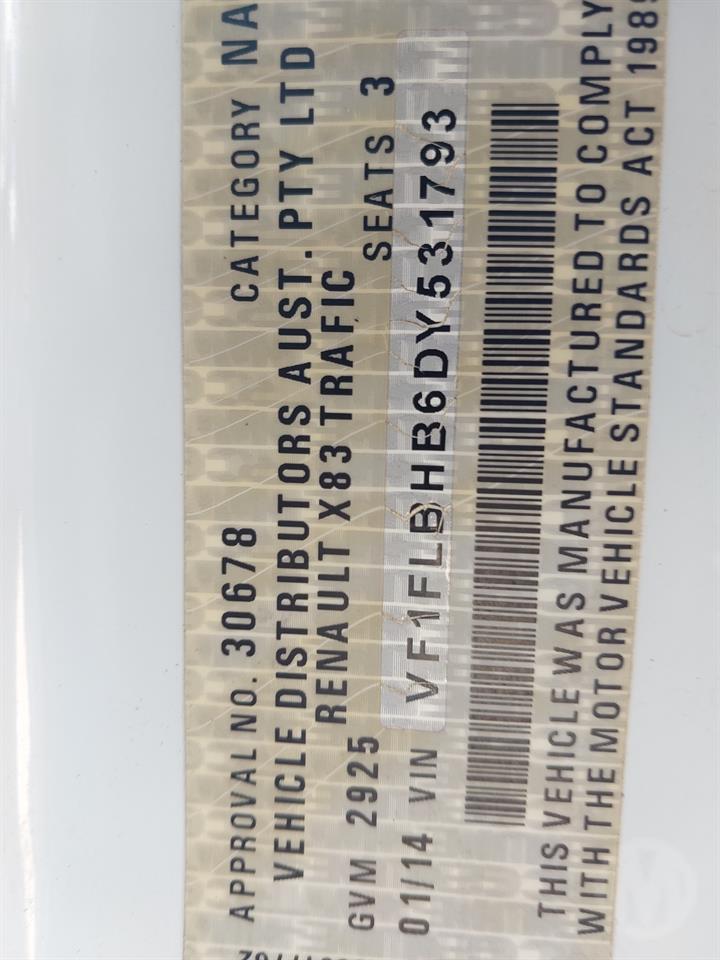 APPROVAL NO. 30678 CATEGORY NA
VEHICLE DISTRIBUTORS AUST. PTY LTD
RENAULT X83 TRAFIC
GVM 2925 SEATS 3
01/14 VIN VF1FLBHB6DY531793
THIS VEHICLE WAS MANUFACTURED TO COMPLY
WITH THE MOTOR VEHICLE STANDARDS ACT 1989